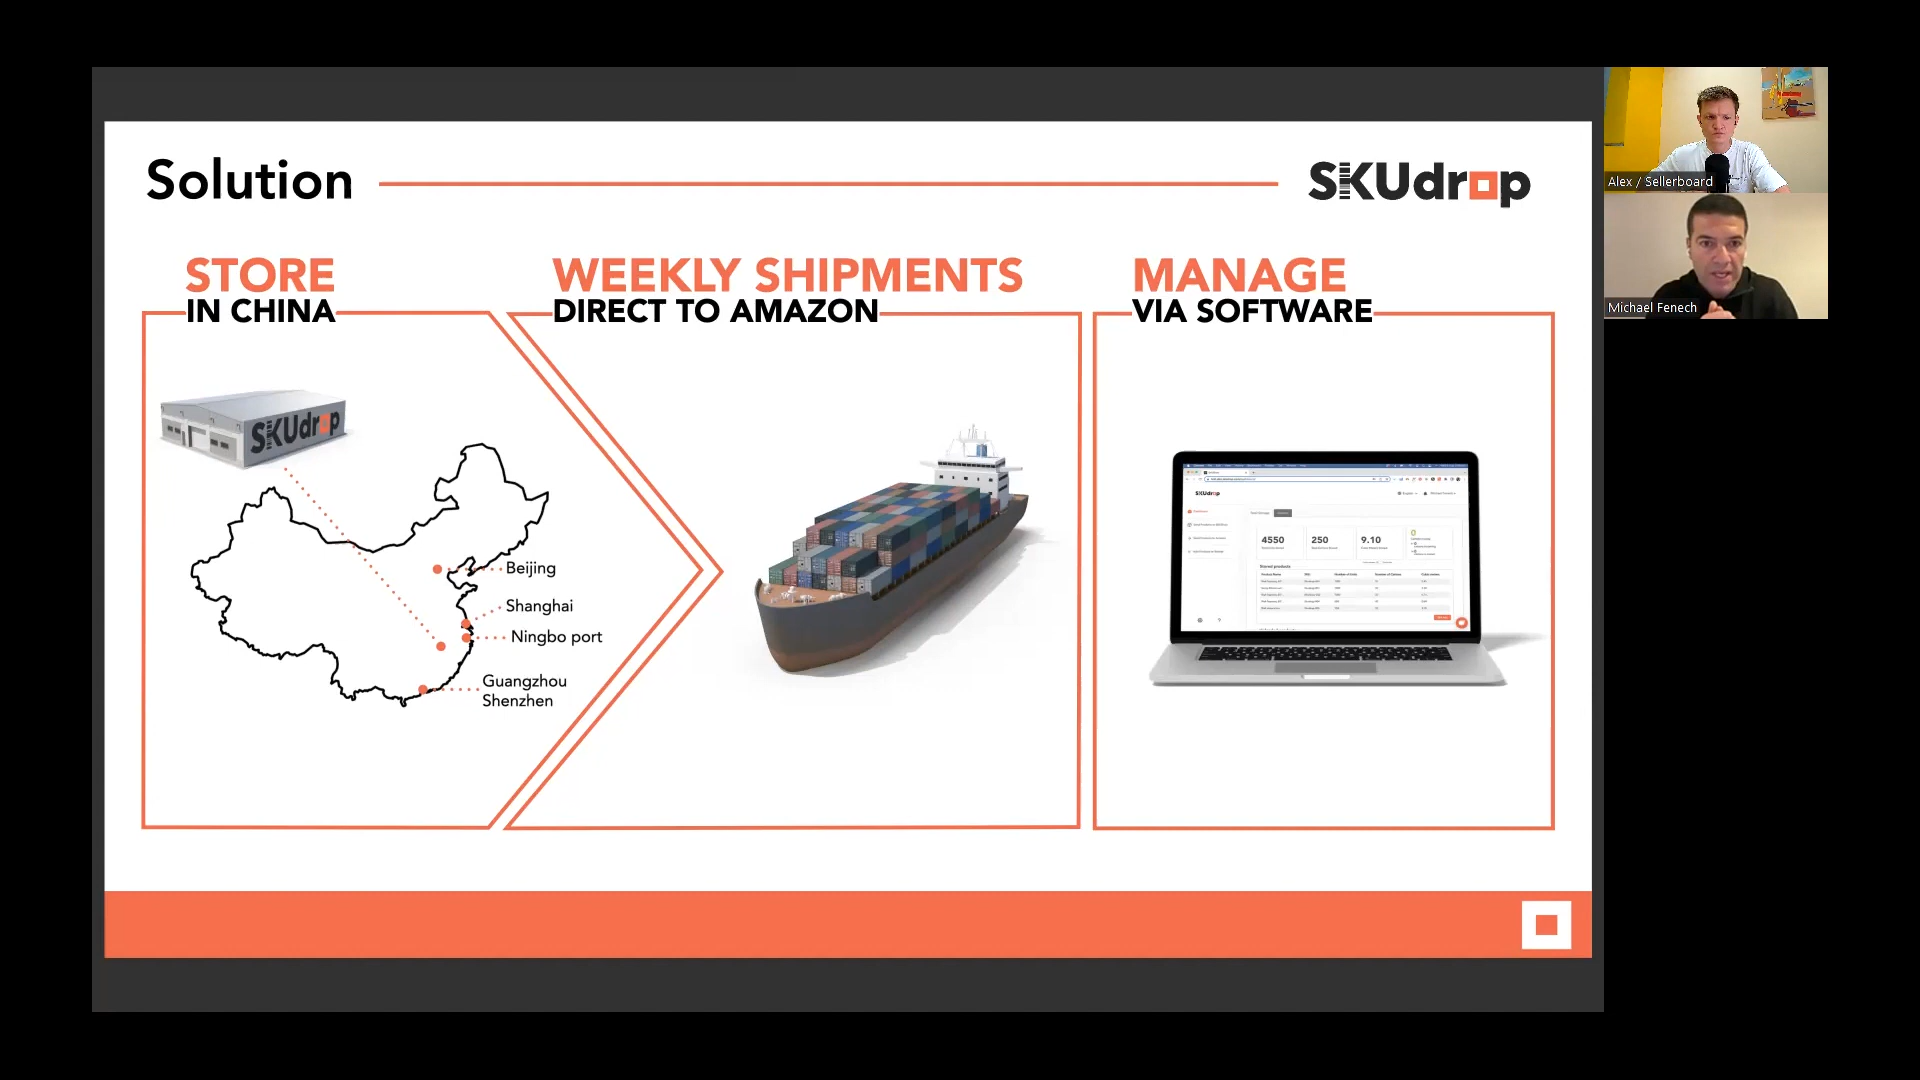 Solution
SKUdrop
STORE
IN CHINA
WEEKLY SHIPMENTS
DIRECT TO AMAZON
MANAGE
VIA SOFTWARE
SKUdrop
Beijing
Shanghai
Ningbo port
Guangzhou
Shenzhen
SKUdrop
4550
250
9.10
Alex / Sellerboard
Michael Fenech